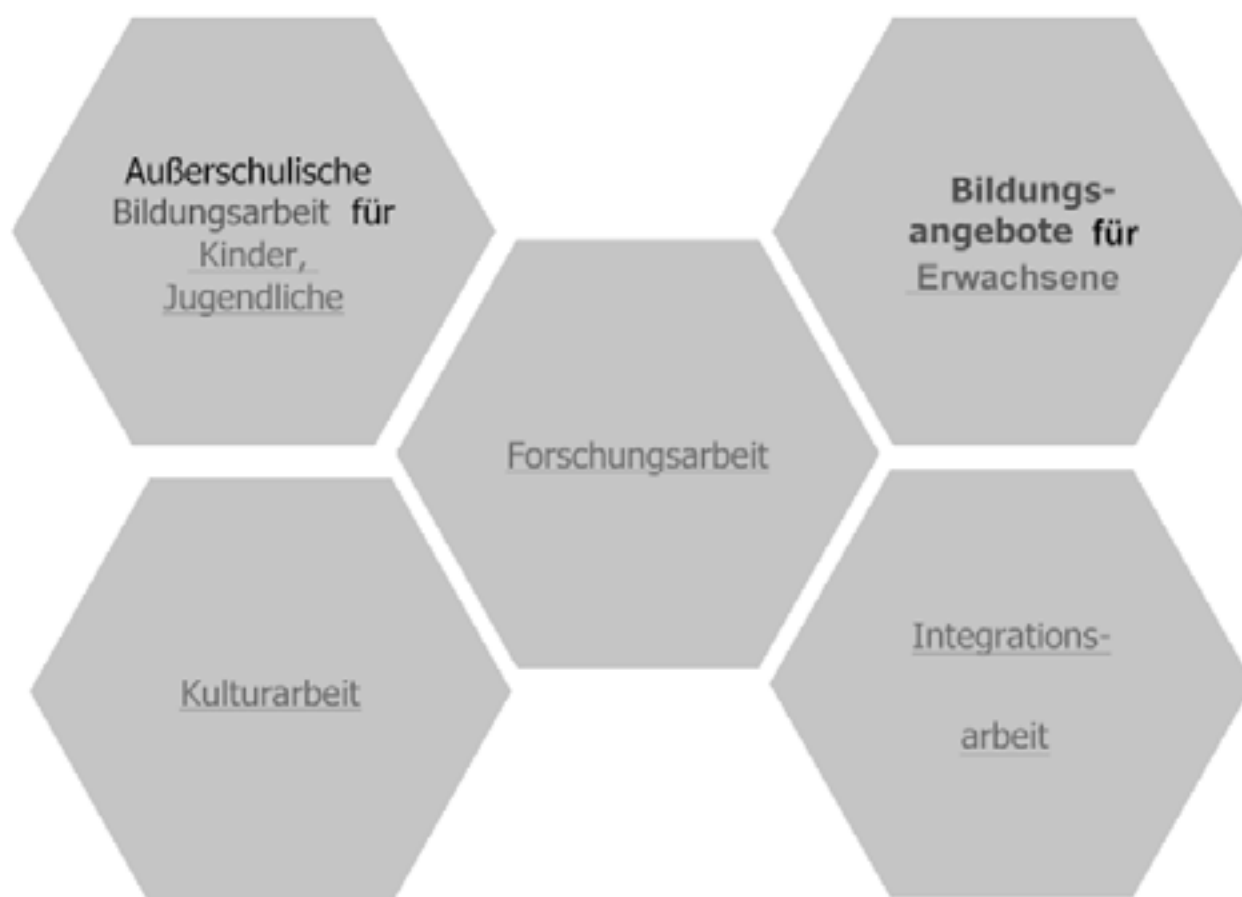 Außerschulische
Bildungsarbeit für
Kinder,
Jugendliche
Bildungs-
angebote für
Erwachsene
Forschungsarbeit
Kulturarbeit
Integrations-
arbeit